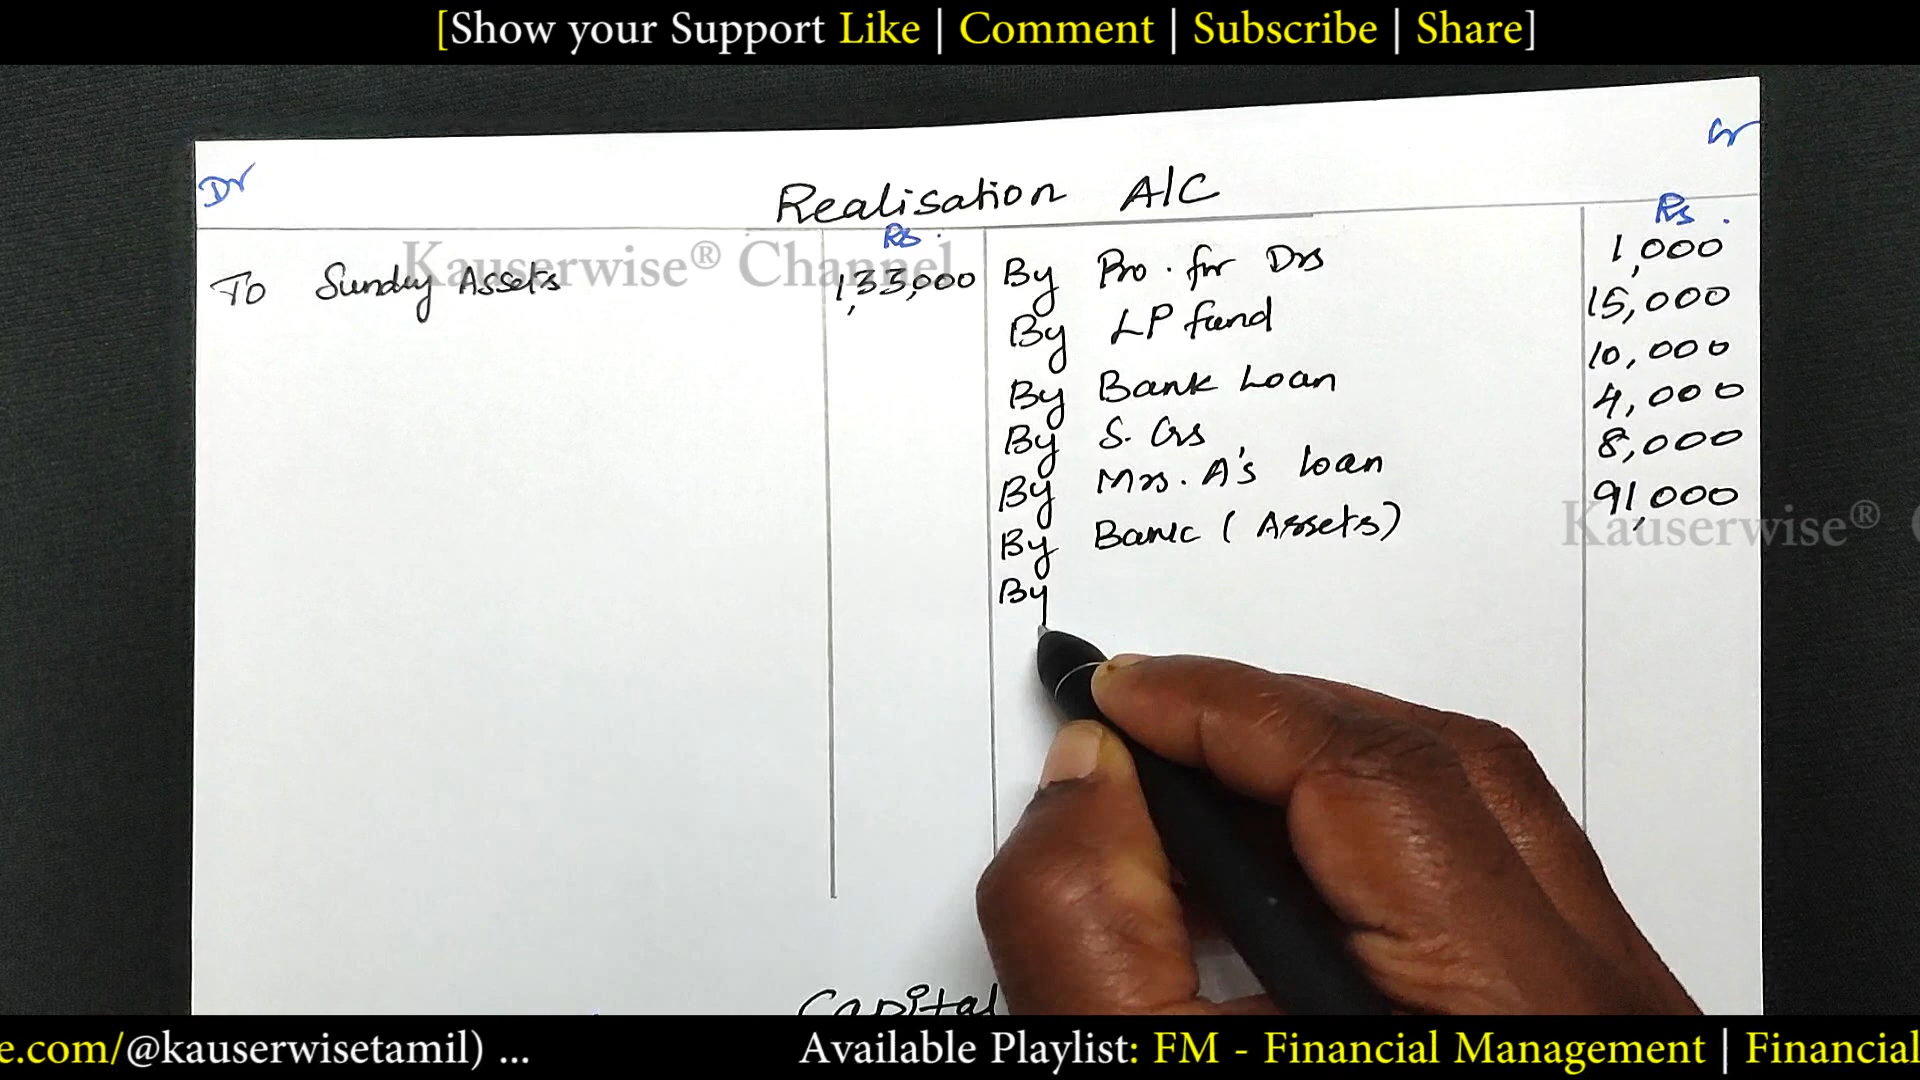 [Show your Support Like | Comment | Subscribe | Share]
Dr
Cr
Realisation A/C
Rs.
Rs.
Kauserwise® Channel
To Sundry Assets 1,33,000
By Pro. for Drs 1,000
By LP fund 15,000
By Bank Loan 10,000
By S. Crs 4,000
By Mrs. A's loan 8,000
By Bank (Assets) 91,000
Kauserwise® C
By
Capital
e.com/@kauserwisetamil) ... Available Playlist: FM - Financial Management | Financial